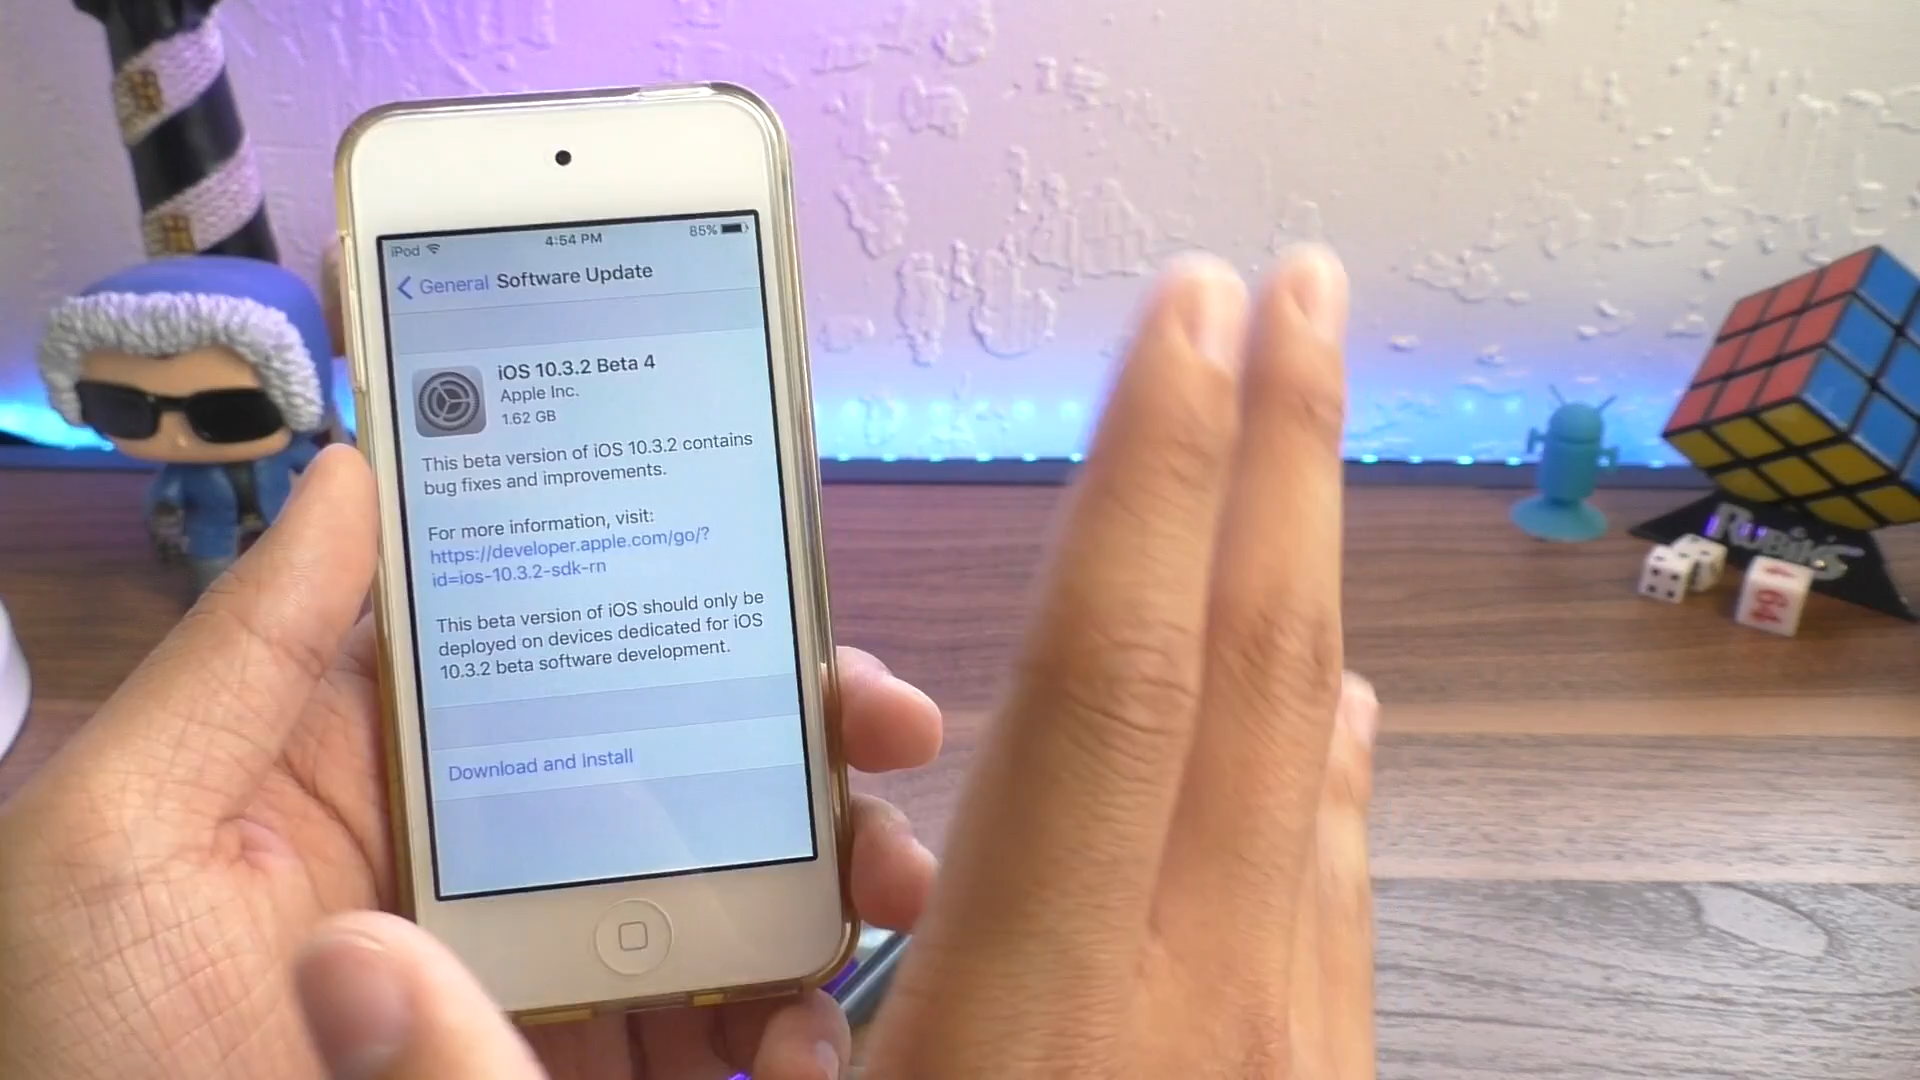 iPod 4:54 PM 85%
General Software Update
iOS 10.3.2 Beta 4
Apple Inc.
1.62 GB
This beta version of iOS 10.3.2 contains
bug fixes and improvements.
For more information, visit:
https://developer.apple.com/go/?
id=ios-10.3.2-sdk-rn
This beta version of iOS should only be
deployed on devices dedicated for iOS
10.3.2 beta software development.
Download and Install
RUBIK'S
64